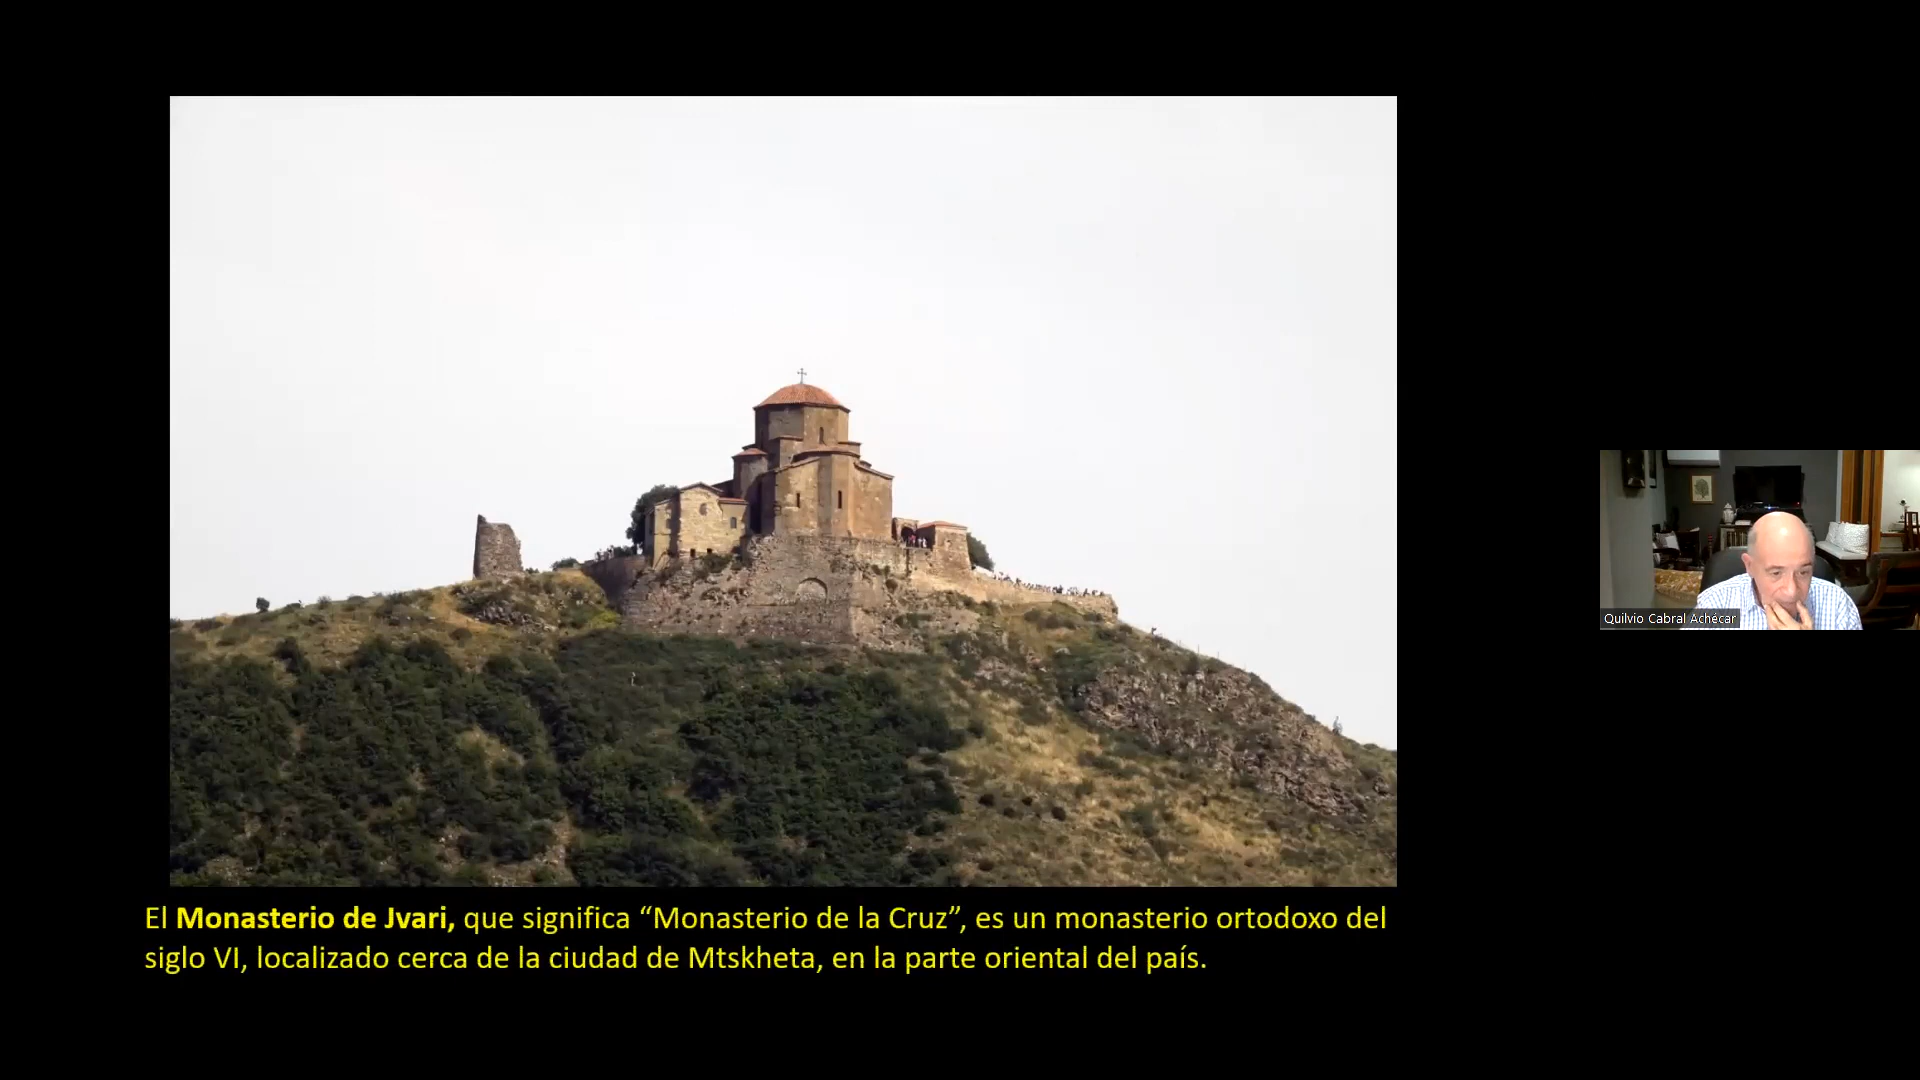 El Monasterio de Jvari, que significa “Monasterio de la Cruz”, es un monasterio ortodoxo del
siglo VI, localizado cerca de la ciudad de Mtskheta, en la parte oriental del país.
Quilvio Cabral Achécar